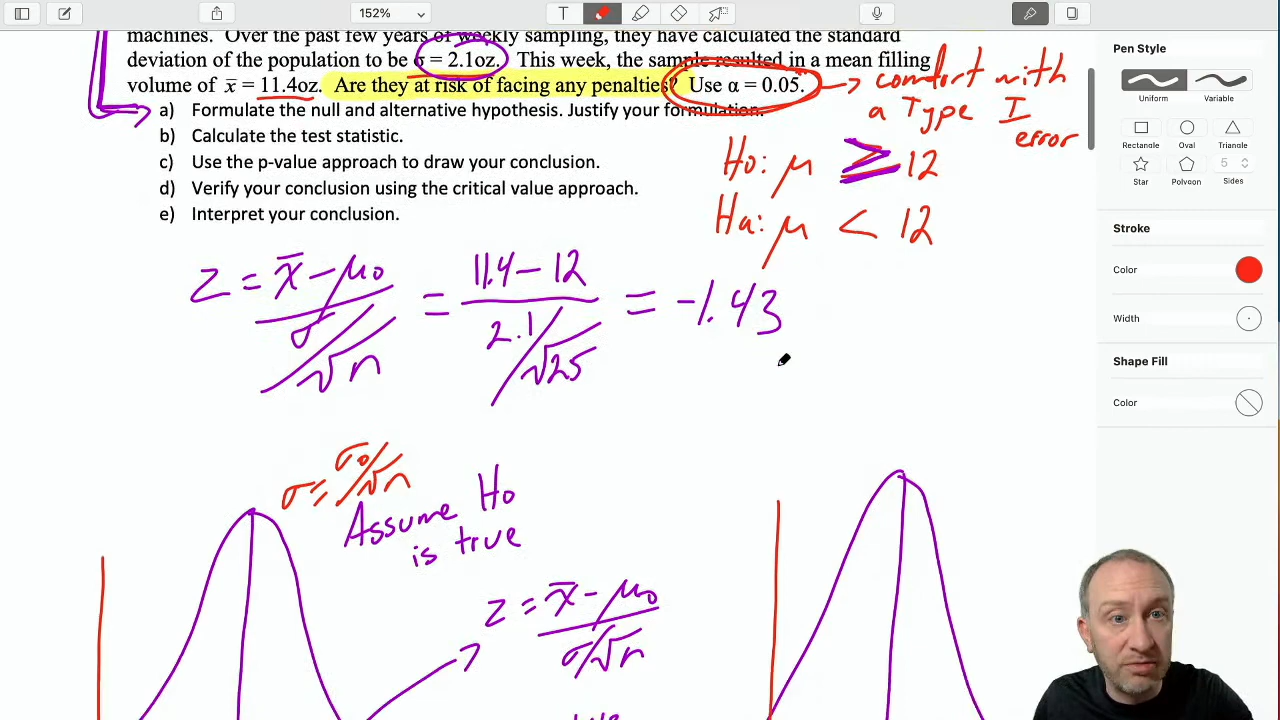 152%
T
machines. Over the past few years of weekly sampling, they have calculated the standard
deviation of the population to be σ = 2.1oz. This week, the sample resulted in a mean filling
volume of x̄ = 11.4oz. Are they at risk of facing any penalties? Use α = 0.05.
a) Formulate the null and alternative hypothesis. Justify your formulation.
b) Calculate the test statistic.
c) Use the p-value approach to draw your conclusion.
d) Verify your conclusion using the critical value approach.
e) Interpret your conclusion.
→ comfort with
a Type I
error
Ho: μ ≥ 12
Ha: μ < 12
z = x̄ - μ₀ / σ/√n = 11.4 - 12 / 2.1/√25 = -1.43
Assume Ho
is true
z = x̄ - μ₀
σ/√n
Pen Style
Uniform
Variable
Rectangle
Oval
Triangle
Star
Polygon
5
Sides
Stroke
Color
Width
Shape Fill
Color